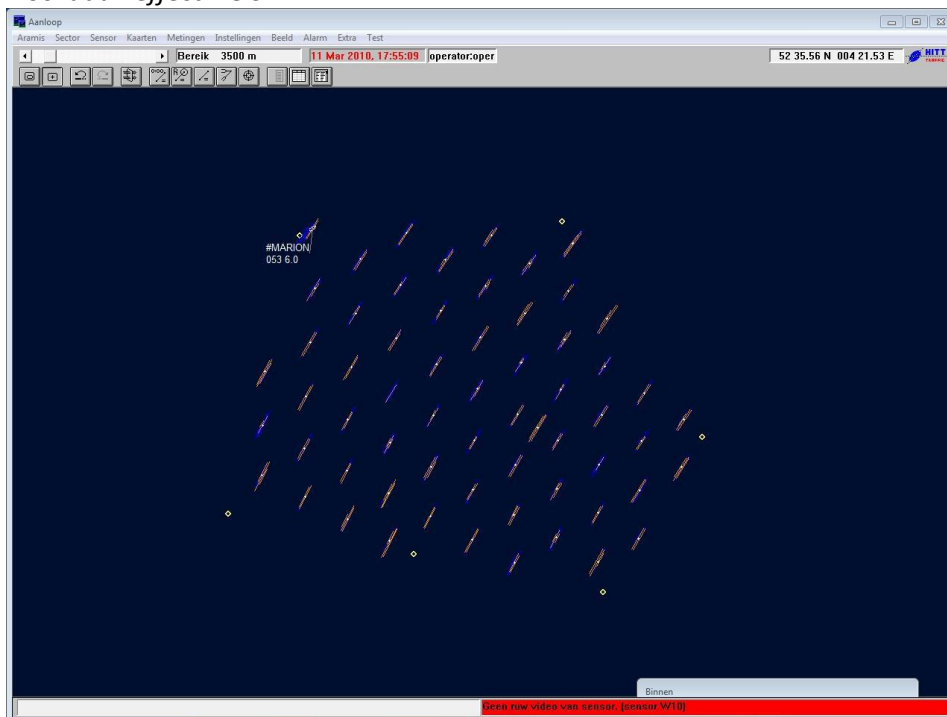 Aanloop
Aramis Sector Sensor Kaarten Metingen Instellingen Beeld Alarm Extra Test
Bereik 3500 m
11 Mar 2010, 17:55:09
operator:oper
52 35.56 N 004 21.53 E
HITT
#MARION
053 6.0
Binnen
Geen ruw video van sensor. (sensor W10)